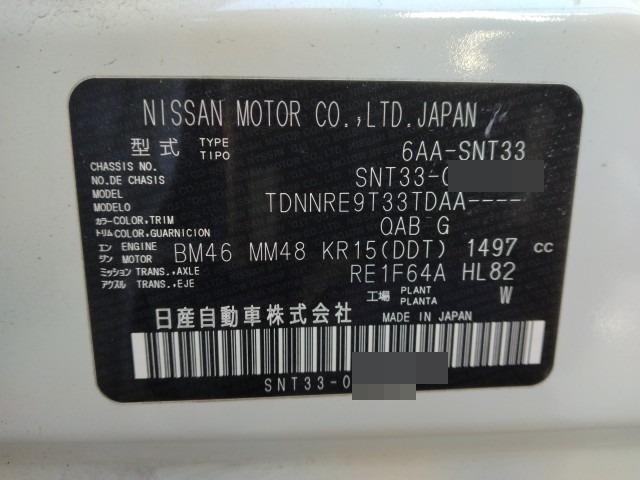 NISSAN MOTOR CO.,LTD.JAPAN
型式 TYPE TIPO 6AA-SNT33
CHASSIS NO. NO.DE CHASIS SNT33-0
MODEL MODELO TDNNRE9T33TDAA----
カラー COLOR,TRIM トリム COLOR,GUARNICION QAB G
エンジン ENGINE MOTOR BM46 MM48 KR15(DDT) 1497 cc
ミッション TRANS.,AXLE アクスル TRANS.,EJE RE1F64A HL82
工場 PLANT PLANTA W
日産自動車株式会社 MADE IN JAPAN
SNT33-0